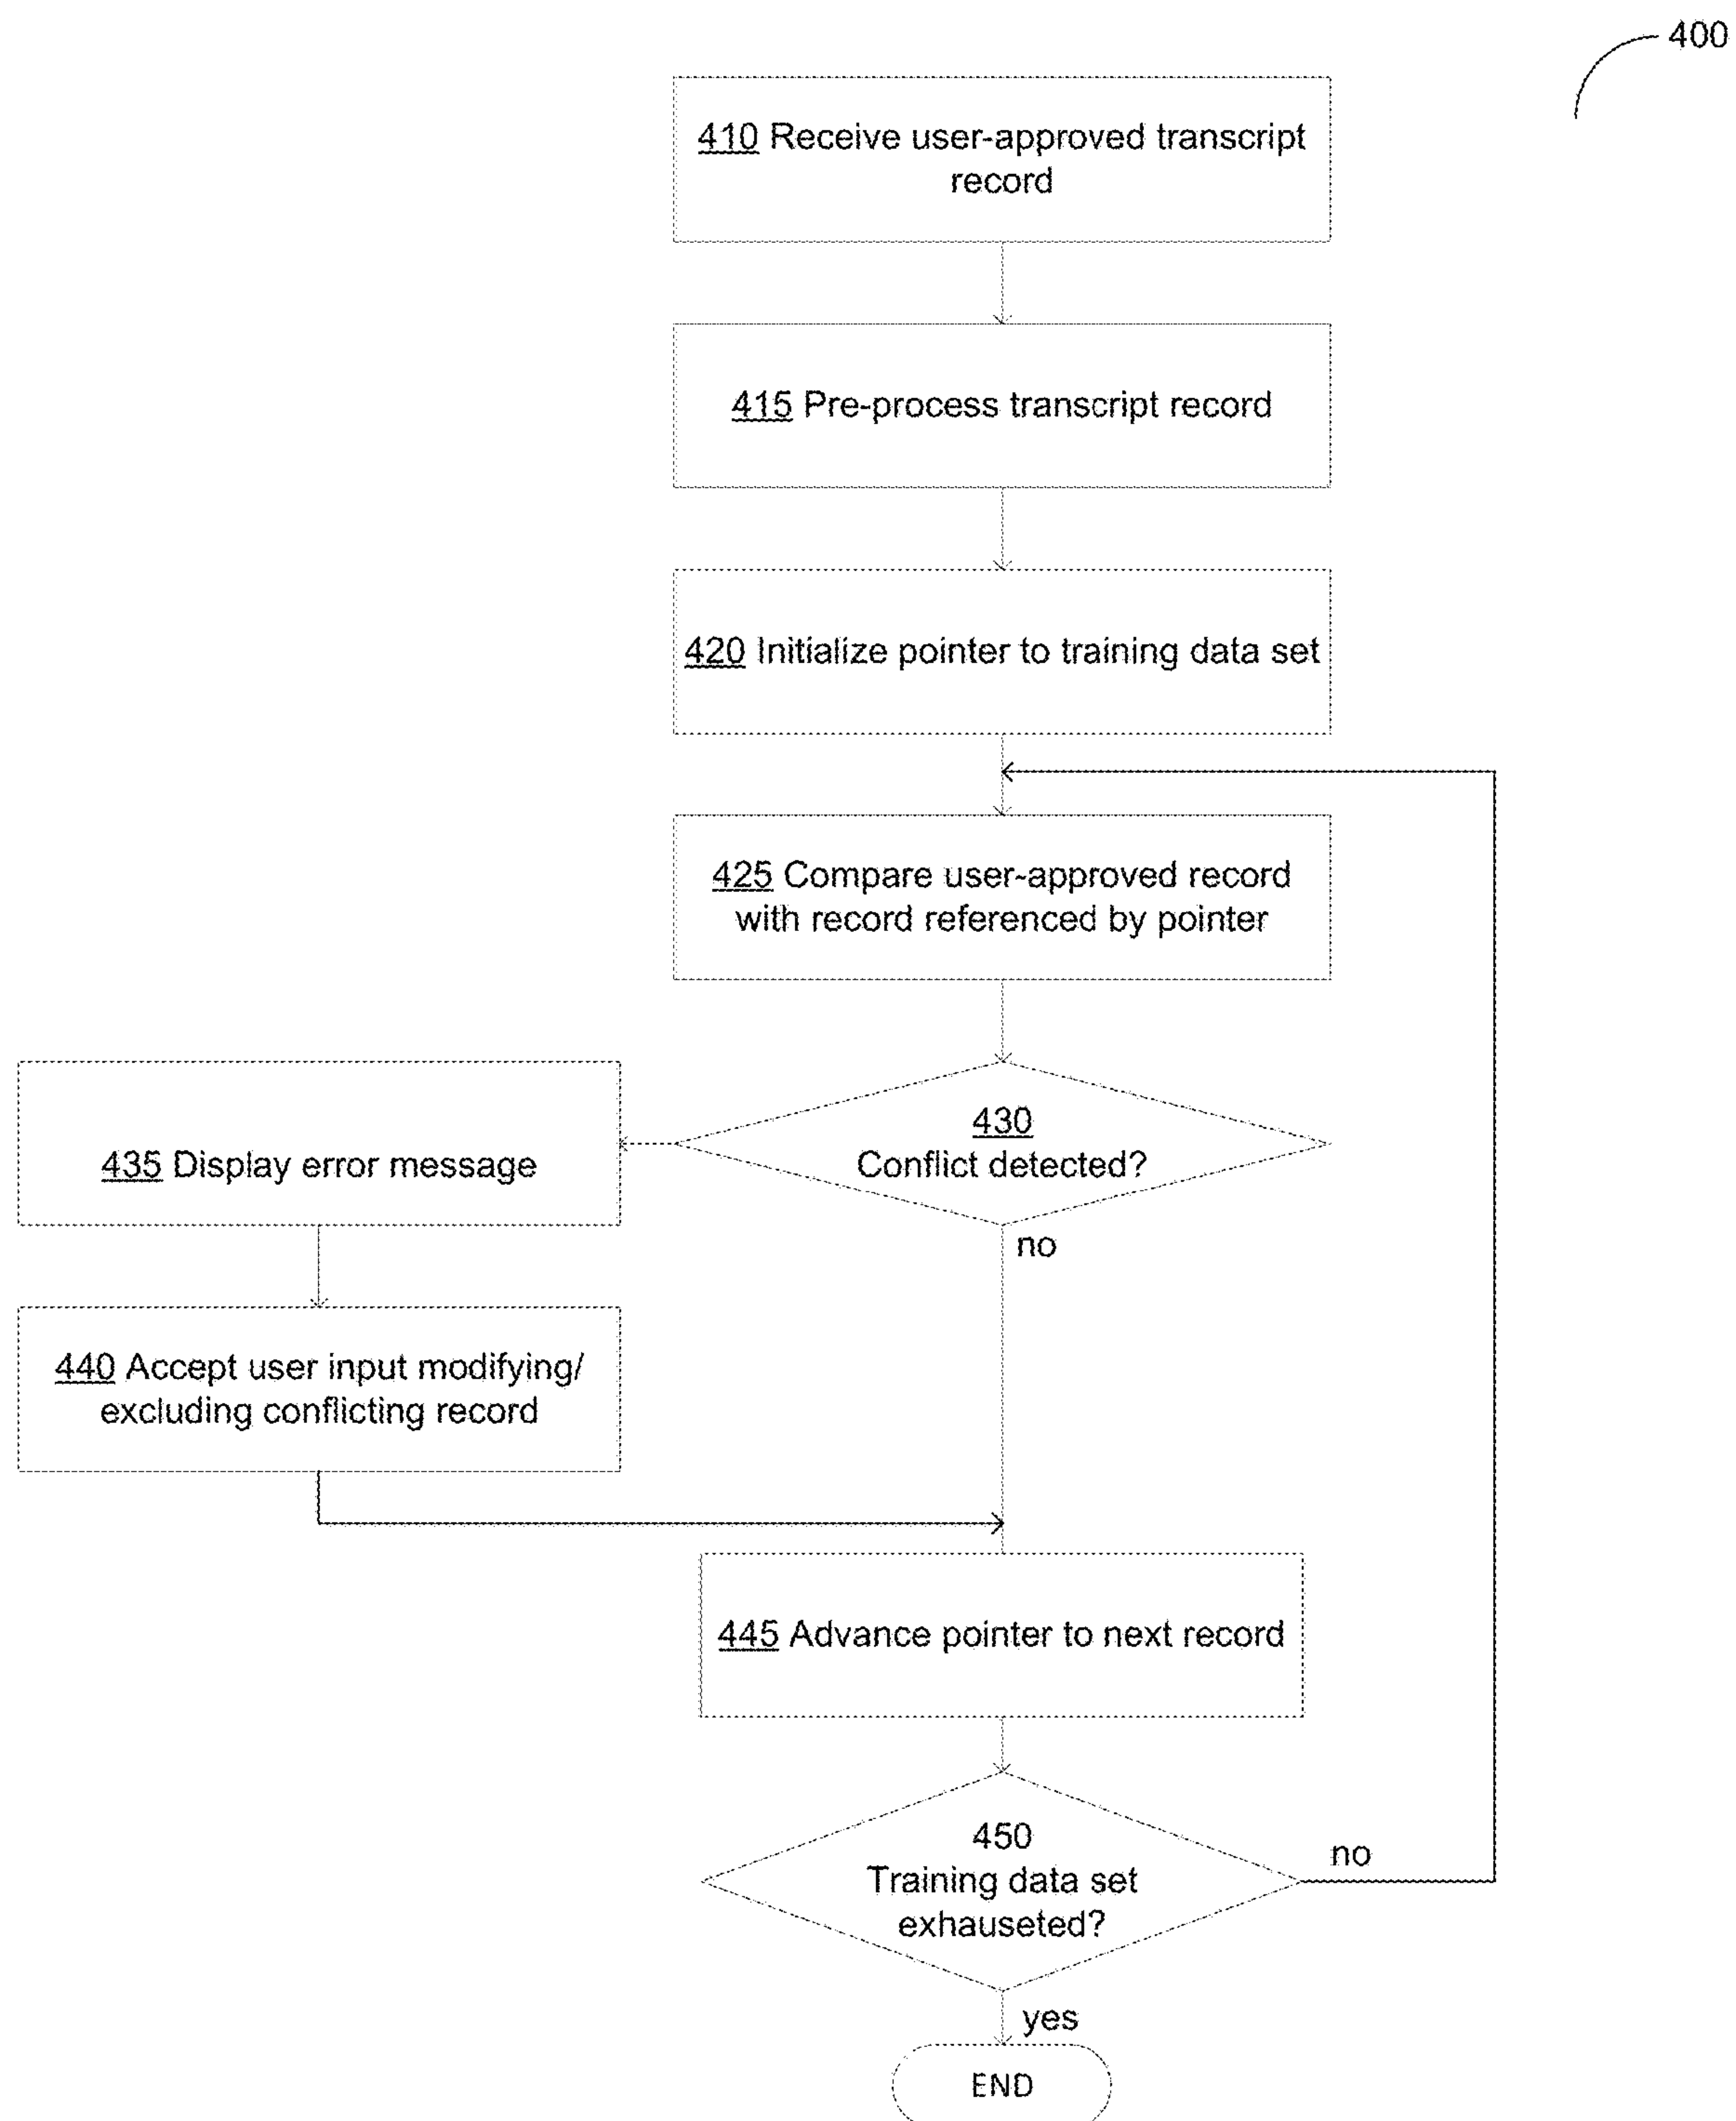 400
410 Receive user-approved transcript
record
415 Pre-process transcript record
420 Initialize pointer to training data set
425 Compare user-approved record
with record referenced by pointer
430
Conflict detected?
435 Display error message
no
440 Accept user input modifying/
excluding conflicting record
445 Advance pointer to next record
450
Training data set
exhauseted?
no
yes
END